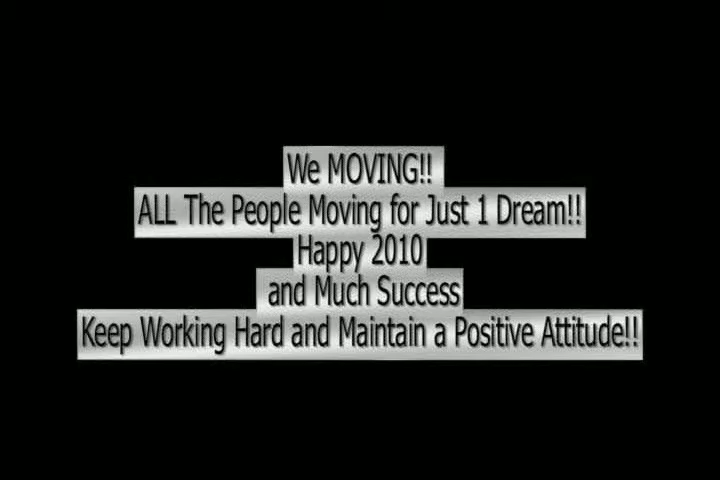 We MOVING!!
ALL The People Moving for Just 1 Dream!!
Happy 2010
and Much Success
Keep Working Hard and Maintain a Positive Attitude!!